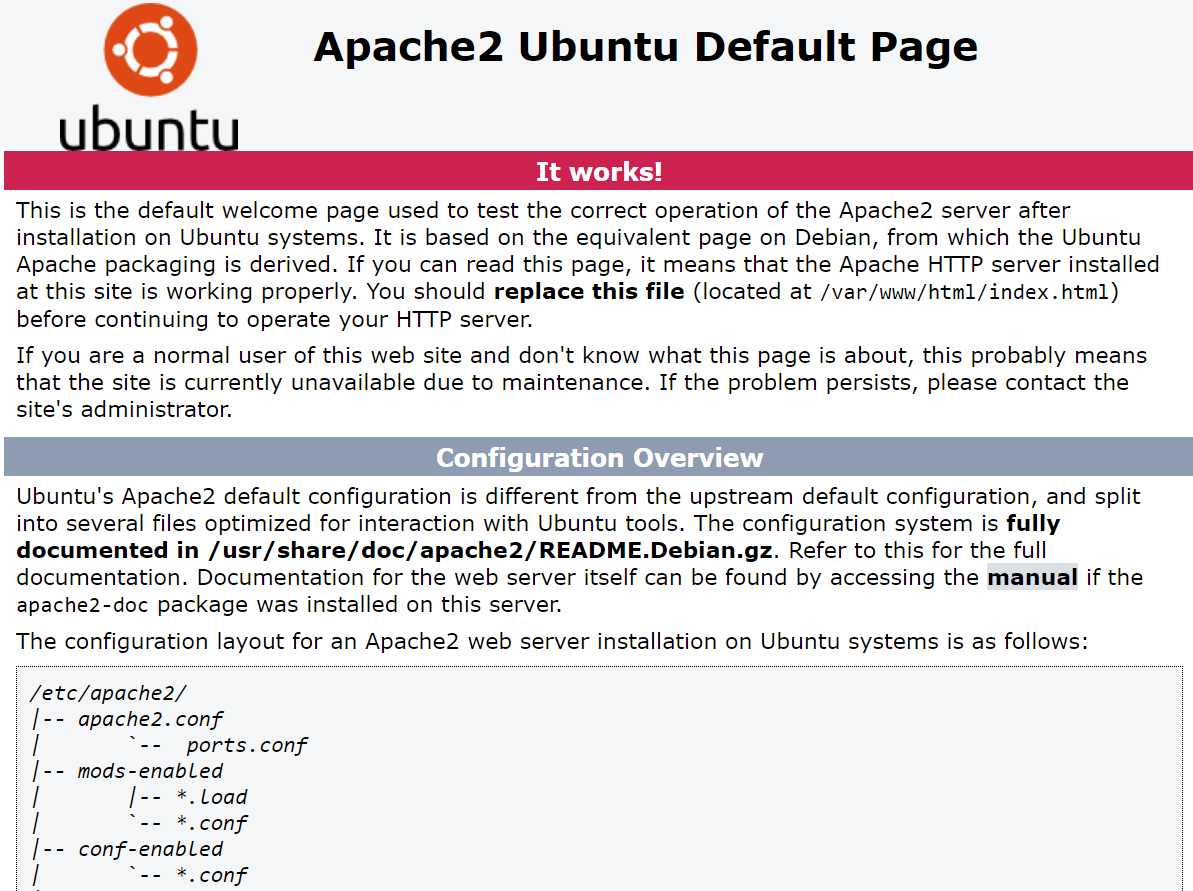 ubuntu
Apache2 Ubuntu Default Page
It works!
This is the default welcome page used to test the correct operation of the Apache2 server after
installation on Ubuntu systems. It is based on the equivalent page on Debian, from which the Ubuntu
Apache packaging is derived. If you can read this page, it means that the Apache HTTP server installed
at this site is working properly. You should replace this file (located at /var/www/html/index.html)
before continuing to operate your HTTP server.
If you are a normal user of this web site and don't know what this page is about, this probably means
that the site is currently unavailable due to maintenance. If the problem persists, please contact the
site's administrator.
Configuration Overview
Ubuntu's Apache2 default configuration is different from the upstream default configuration, and split
into several files optimized for interaction with Ubuntu tools. The configuration system is fully
documented in /usr/share/doc/apache2/README.Debian.gz. Refer to this for the full
documentation. Documentation for the web server itself can be found by accessing the manual if the
apache2-doc package was installed on this server.
The configuration layout for an Apache2 web server installation on Ubuntu systems is as follows:
/etc/apache2/
|-- apache2.conf
|       `--  ports.conf
|-- mods-enabled
|       |-- *.load
|       `-- *.conf
|-- conf-enabled
|       `-- *.conf